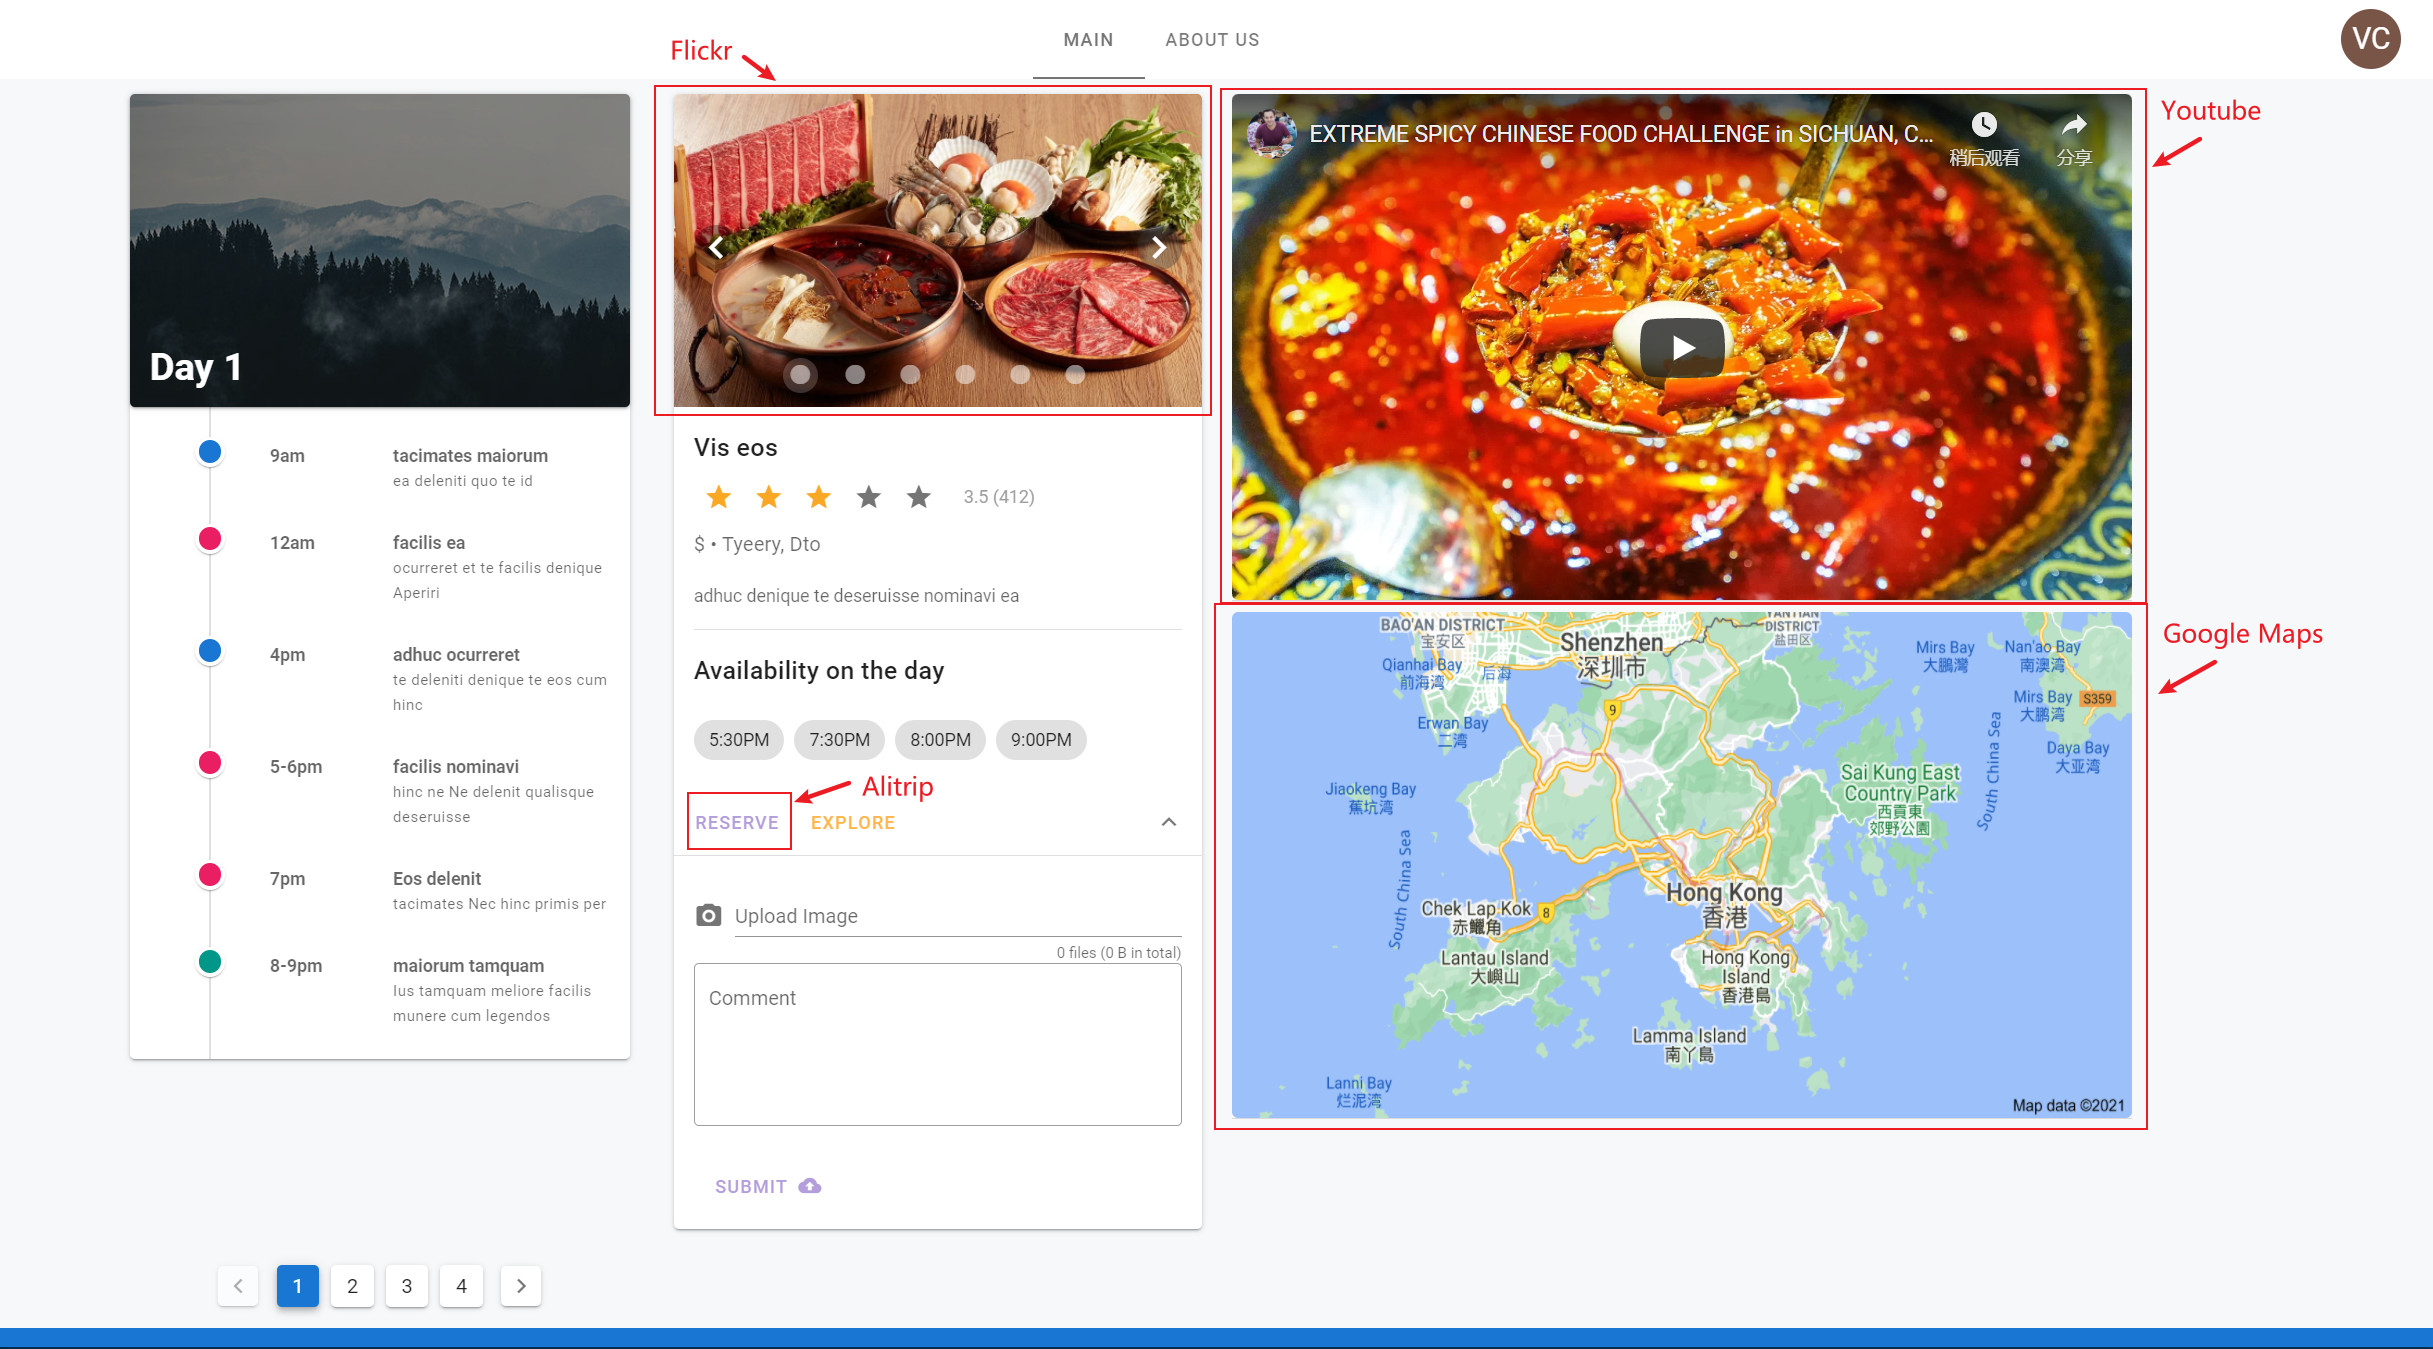 MAIN
ABOUT US
VC
Flickr
Youtube
Day 1
9am
tacimates maiorum
ea deleniti quo te id
12am
facilis ea
ocurreret et te facilis denique
Aperiri
4pm
adhuc ocurreret
te deleniti denique te eos cum
hinc
5-6pm
facilis nominavi
hinc ne Ne delenit qualisque
deseruisse
7pm
Eos delenit
tacimates Nec hinc primis per
8-9pm
maiorum tamquam
Ius tamquam meliore facilis
munere cum legendos
1
2
3
4
Vis eos
3.5 (412)
$ • Tyeery, Dto
adhuc denique te deseruisse nominavi ea
Availability on the day
5:30PM
7:30PM
8:00PM
9:00PM
Alitrip
RESERVE
EXPLORE
Upload Image
0 files (0 B in total)
Comment
SUBMIT
EXTREME SPICY CHINESE FOOD CHALLENGE in SICHUAN, C...
稍后观看
分享
Google Maps
BAO'AN DISTRICT
宝安区
Shenzhen
深圳市
YANTIAN
DISTRICT
盐田区
Mirs Bay
大鵬灣
Nan'ao Bay
南澳湾
Qianhai Bay
前海湾
后海
Mirs Bay
大鹏湾
S359
Erwan Bay
二湾
9
South China Sea
Daya Bay
大亚湾
Sai Kung East
Country Park
西貢東
郊野公園
Jiaokeng Bay
蕉坑湾
South China Sea
Hong Kong
香港
Chek Lap Kok
赤鱲角
8
Lantau Island
大嶼山
Hong Kong
Island
香港島
Lamma Island
南丫島
Lanni Bay
烂泥湾
Map data ©2021